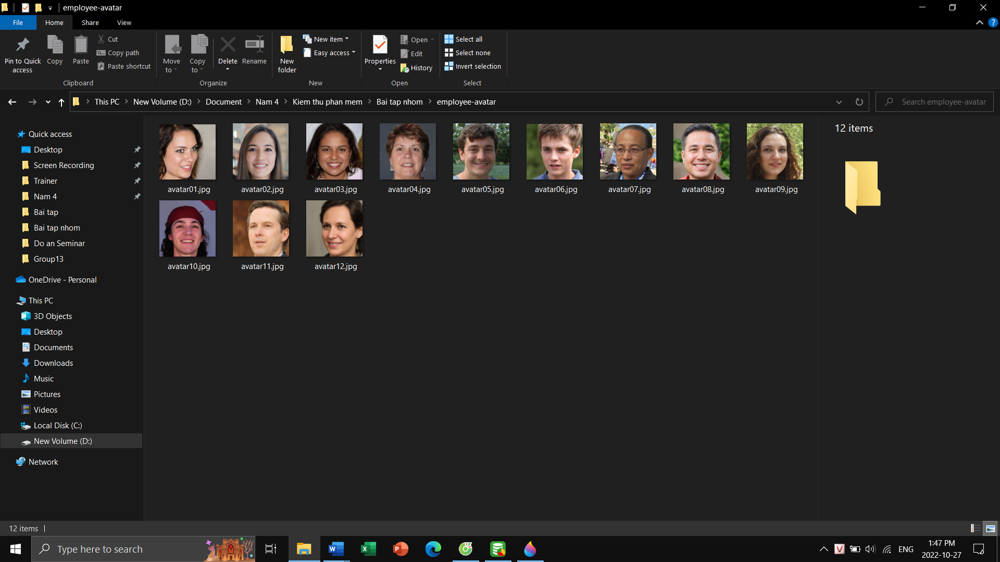 employee-avatar
File Home Share View
Pin to Quick access
Copy
Paste
Cut
Copy path
Paste shortcut
Clipboard
Move to
Copy to
Delete
Rename
Organize
New folder
New item
Easy access
New
Properties
Open
Edit
History
Open
Select all
Select none
Invert selection
Select
This PC New Volume (D:) Document Nam 4 Kiem thu phan mem Bai tap nhom employee-avatar
Search employee-avatar
Quick access
Desktop
Screen Recording
Trainer
Nam 4
Bai tap
Bai tap nhom
Do an Seminar
Group13
OneDrive - Personal
This PC
3D Objects
Desktop
Documents
Downloads
Music
Pictures
Videos
Local Disk (C:)
New Volume (D:)
Network
avatar01.jpg avatar02.jpg avatar03.jpg avatar04.jpg avatar05.jpg avatar06.jpg avatar07.jpg avatar08.jpg avatar09.jpg
avatar10.jpg avatar11.jpg avatar12.jpg
12 items
12 items
Type here to search
ENG
1:47 PM
2022-10-27